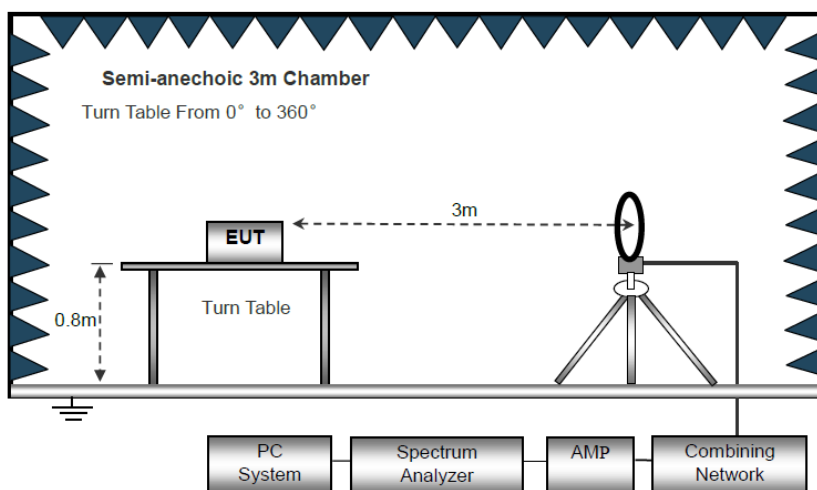 Semi-anechoic 3m Chamber
Turn Table From 0° to 360°
3m
EUT
Turn Table
0.8m
PC
System
Spectrum
Analyzer
AMP
Combining
Network